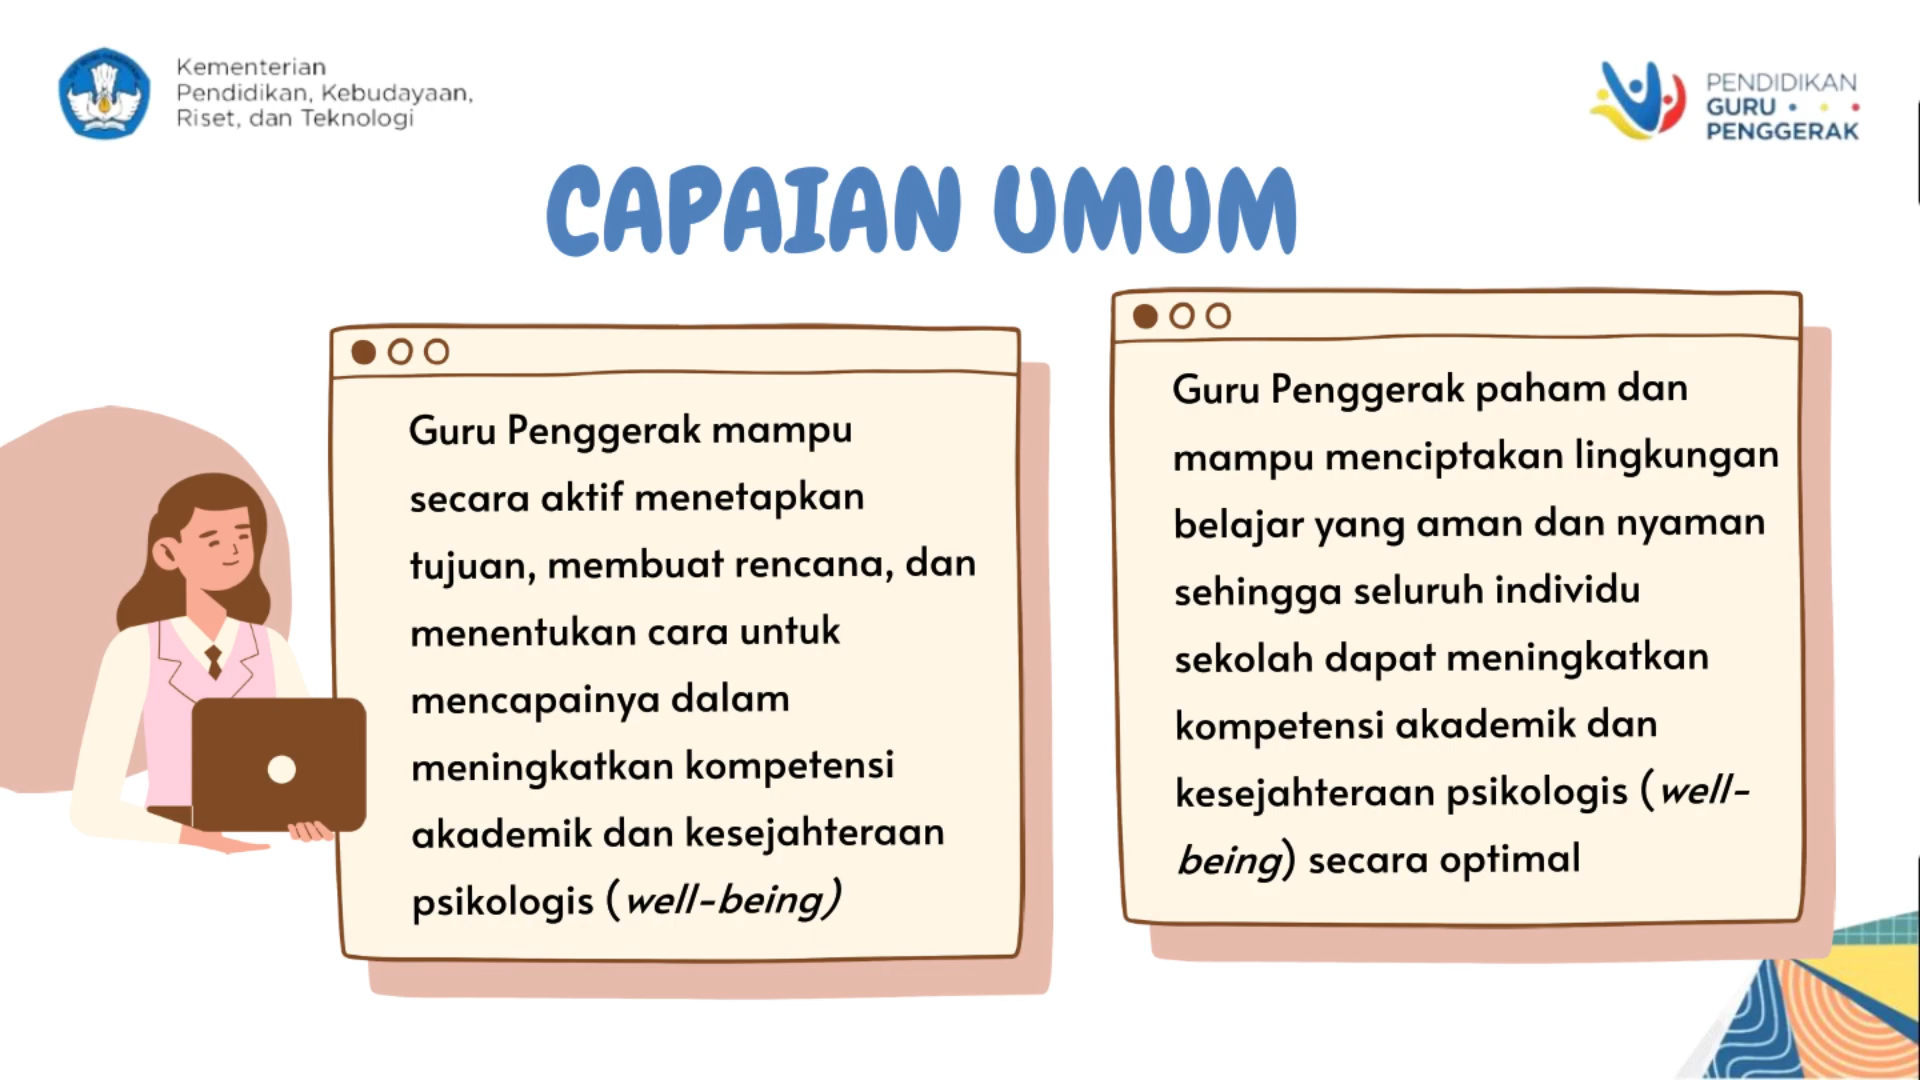 Kementerian
Pendidikan, Kebudayaan,
Riset, dan Teknologi
PENDIDIKAN
GURU
PENGGERAK
CAPAIAN UMUM
Guru Penggerak mampu
secara aktif menetapkan
tujuan, membuat rencana, dan
menentukan cara untuk
mencapainya dalam
meningkatkan kompetensi
akademik dan kesejahteraan
psikologis (well-being)
Guru Penggerak paham dan
mampu menciptakan lingkungan
belajar yang aman dan nyaman
sehingga seluruh individu
sekolah dapat meningkatkan
kompetensi akademik dan
kesejahteraan psikologis (well-
being) secara optimal